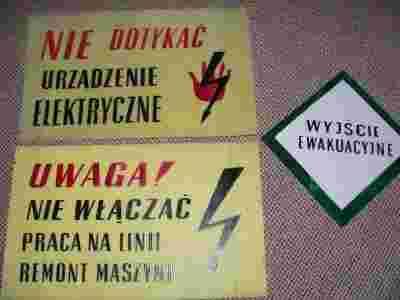 NIE DOTYKAĆ
URZĄDZENIE
ELEKTRYCZNE
UWAGA!
NIE WŁĄCZAĆ
PRACA NA LINII
REMONT MASZYNY
WYJŚCIE
EWAKUACYJNE